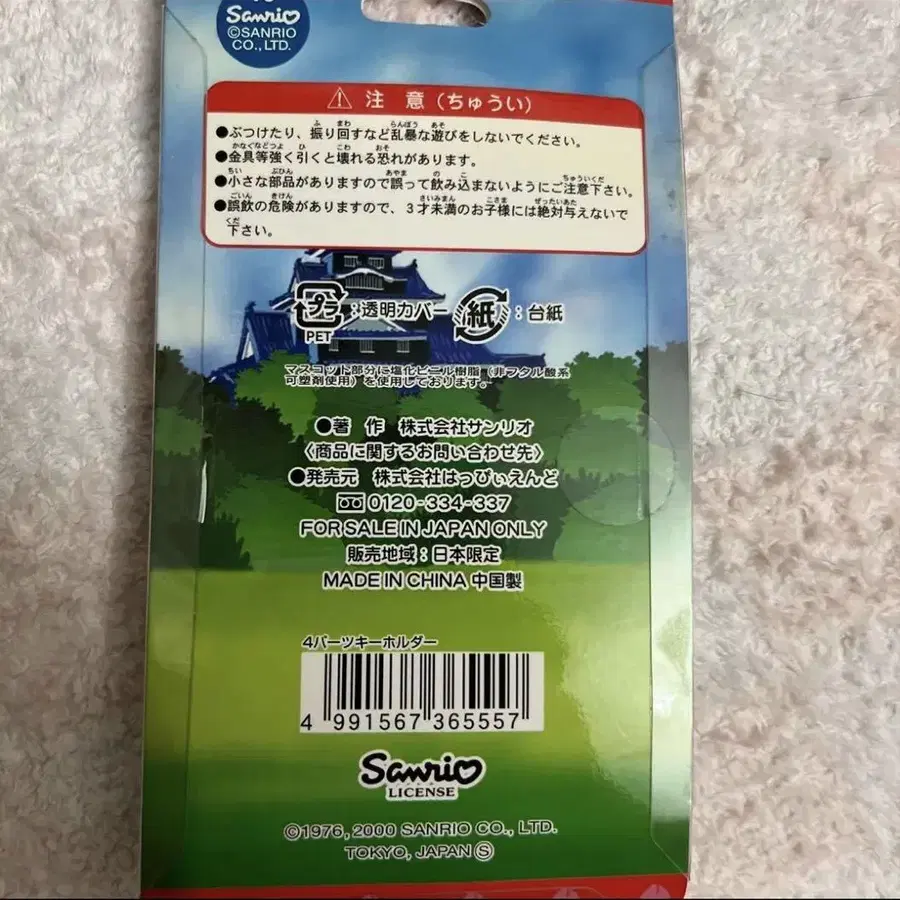 Sanrio
©SANRIO
CO., LTD.
⚠ 注 意 (ちゅうい)
●ぶつけたり、振り回すなど乱暴な遊びをしないでください。
●金具等強く引くと壊れる恐れがあります。
●小さな部品がありますので誤って飲み込まないようにご注意下さい。
●誤飲の危険がありますので、3才未満のお子様には絶対与えないで
下さい。
プラ :透明カバー 紙 :台紙
PET
マスコット部分に塩化ビニル樹脂(非フタル酸系
可塑剤使用)を使用しております。
●著 作 株式会社サンリオ
〈商品に関するお問い合わせ先〉
●発売元 株式会社はっぴぃえんど
0120-334-337
FOR SALE IN JAPAN ONLY
販売地域:日本限定
MADE IN CHINA 中国製
4パーツキーホルダー
4 991567 365557
Sanrio
LICENSE
©1976, 2000 SANRIO CO., LTD.
TOKYO, JAPAN Ⓢ